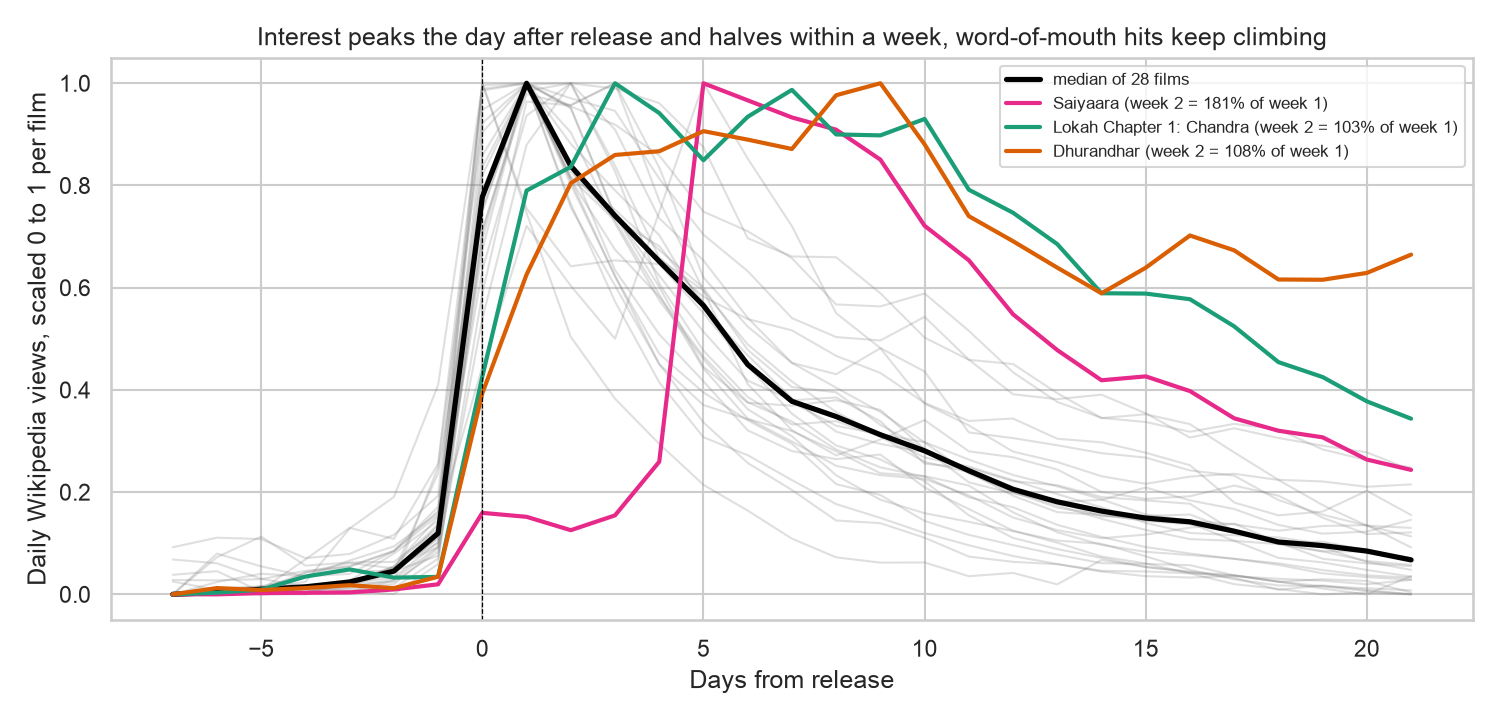 Interest peaks the day after release and halves within a week, word-of-mouth hits keep climbing
median of 28 films
Saiyaara (week 2 = 181% of week 1)
Lokah Chapter 1: Chandra (week 2 = 103% of week 1)
Dhurandhar (week 2 = 108% of week 1)
Daily Wikipedia views, scaled 0 to 1 per film
1.0
0.8
0.6
0.4
0.2
0.0
−5 0 5 10 15 20
Days from release